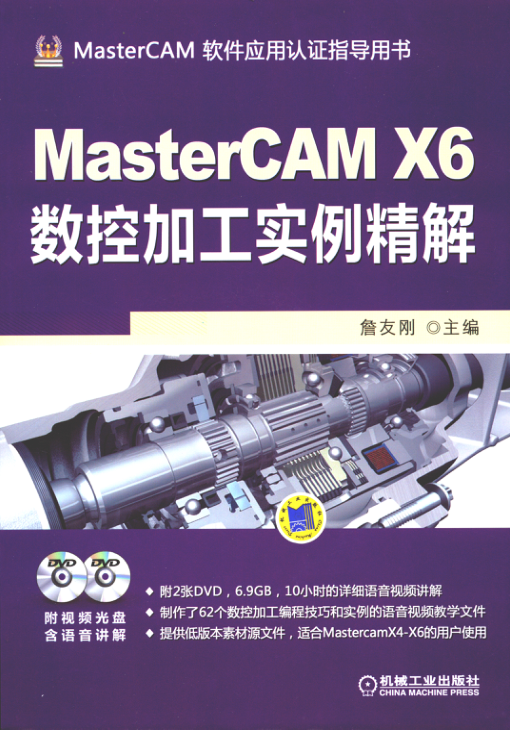 MasterCAM 软件应用认证指导用书
MasterCAM X6
数控加工实例精解
詹友刚 ◎主编
DVD DVD
附视频光盘
含语音讲解
◆ 附2张DVD，6.9GB，10小时的详细语音视频讲解
◆ 制作了62个数控加工编程技巧和实例的语音视频教学文件
◆ 提供低版本素材源文件，适合MastercamX4-X6的用户使用
机械工业出版社
CHINA MACHINE PRESS